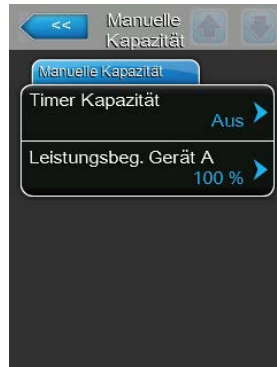 <<
Manuelle
Kapazität
Manuelle Kapazität
Timer Kapazität
Aus
Leistungsbeg. Gerät A
100 %